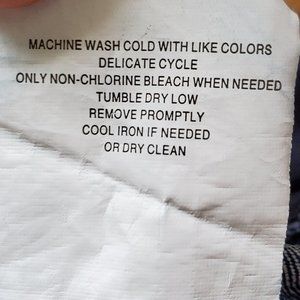 MACHINE WASH COLD WITH LIKE COLORS
DELICATE CYCLE
ONLY NON-CHLORINE BLEACH WHEN NEEDED
TUMBLE DRY LOW
REMOVE PROMPTLY
COOL IRON IF NEEDED
OR DRY CLEAN